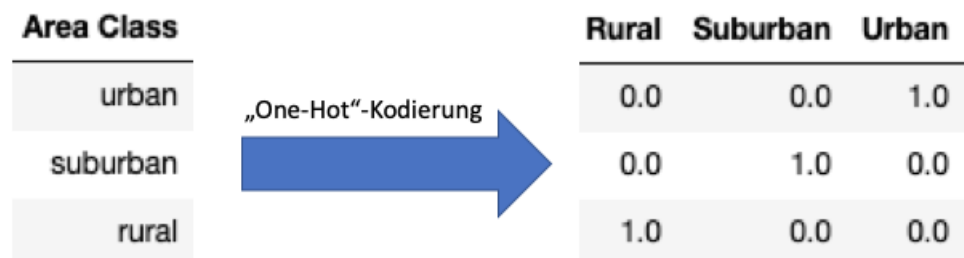 Area Class
urban
suburban
rural
„One-Hot“-Kodierung
Rural Suburban Urban
0.0 0.0 1.0
0.0 1.0 0.0
1.0 0.0 0.0